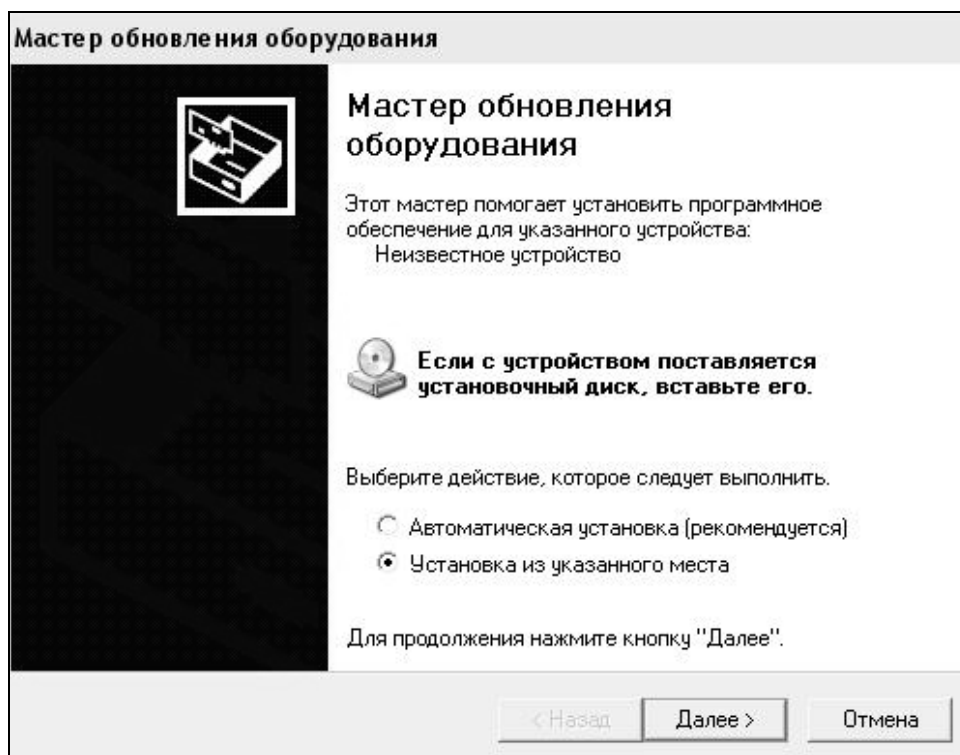 Мастер обновления оборудования
Мастер обновления
оборудования
Этот мастер помогает установить программное
обеспечение для указанного устройства:
Неизвестное устройство
Если с устройством поставляется
установочный диск, вставьте его.
Выберите действие, которое следует выполнить.
Автоматическая установка (рекомендуется)
Установка из указанного места
Для продолжения нажмите кнопку "Далее".
< Назад Далее > Отмена